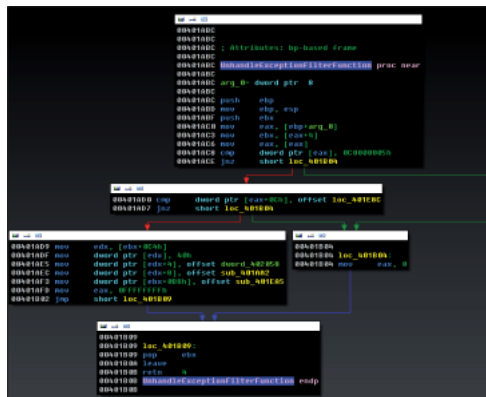 00401ABC
00401ABC
00401ABC ; Attributes: bp-based frame
00401ABC
00401ABC UnhandleExceptionFilterFunction proc near
00401ABC
00401ABC arg_0= dword ptr  8
00401ABC
00401ABC push    ebp
00401ABD mov     ebp, esp
00401ABF push    ebx
00401AC0 mov     eax, [ebp+arg_0]
00401AC3 mov     ebx, [eax+4]
00401AC6 mov     eax, [eax]
00401AC8 cmp     dword ptr [eax], 0C0000005h
00401ACE jnz     short loc_401B04
00401AD0 cmp     dword ptr [eax+0Ch], offset loc_401EBC
00401AD7 jnz     short loc_401B04
00401AD9 mov     edx, [ebx+0C4h]
00401ADF mov     dword ptr [edx], 40h
00401AE5 mov     dword ptr [edx+4], offset dword_402058
00401AEC mov     dword ptr [edx+8], offset sub_401AA2
00401AF3 mov     dword ptr [ebx+0B8h], offset sub_401EA5
00401AFD mov     eax, 0FFFFFFFFh
00401B02 jmp     short loc_401B09
00401B04
00401B04 loc_401B04:
00401B04 mov     eax, 0
00401B09
00401B09 loc_401B09:
00401B09 pop     ebx
00401B0A leave
00401B0B retn    4
00401B0B UnhandleExceptionFilterFunction endp
00401B0B